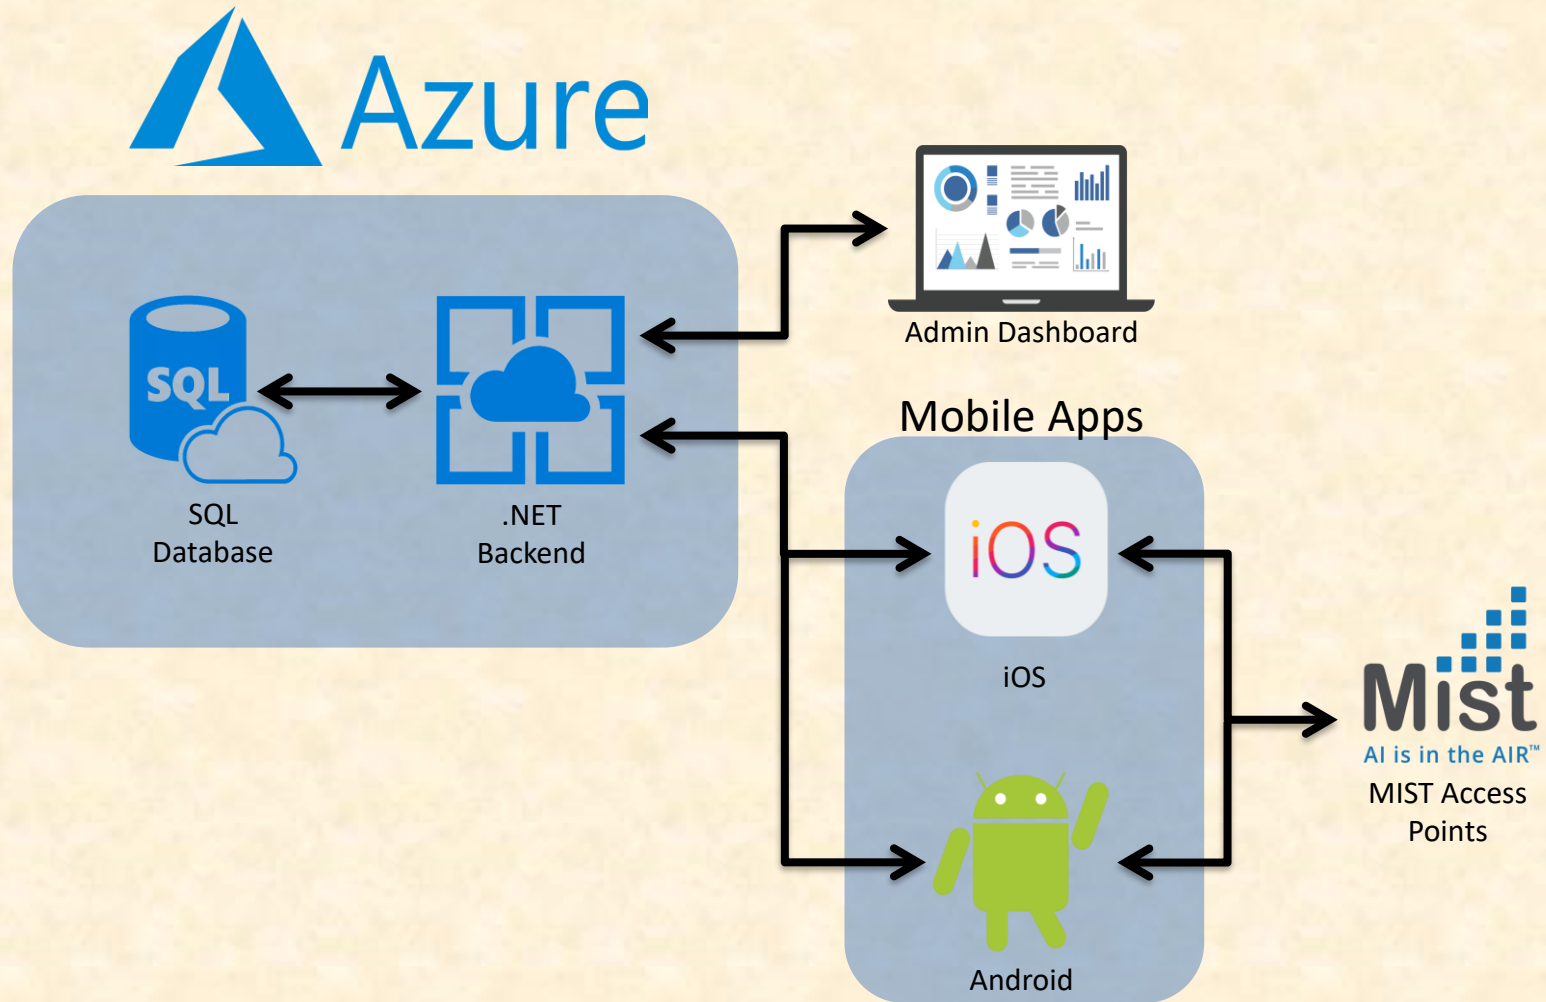 Azure
SQL
SQL
Database
.NET
Backend
Admin Dashboard
Mobile Apps
iOS
iOS
Android
Mist
AI is in the AIR™
MIST Access
Points